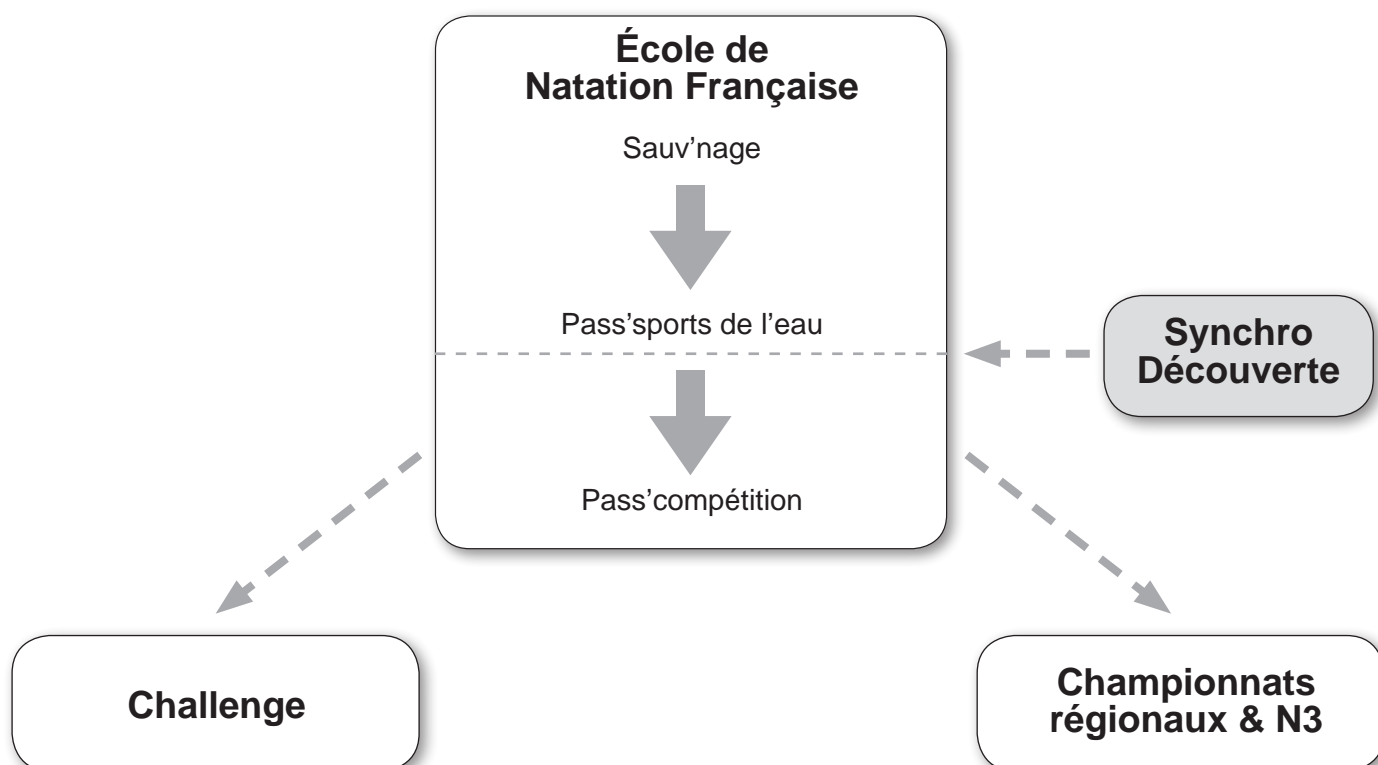 École de
Natation Française
Sauv’nage
Pass’sports de l’eau
Synchro
Découverte
Pass’compétition
Challenge
Championnats
régionaux & N3